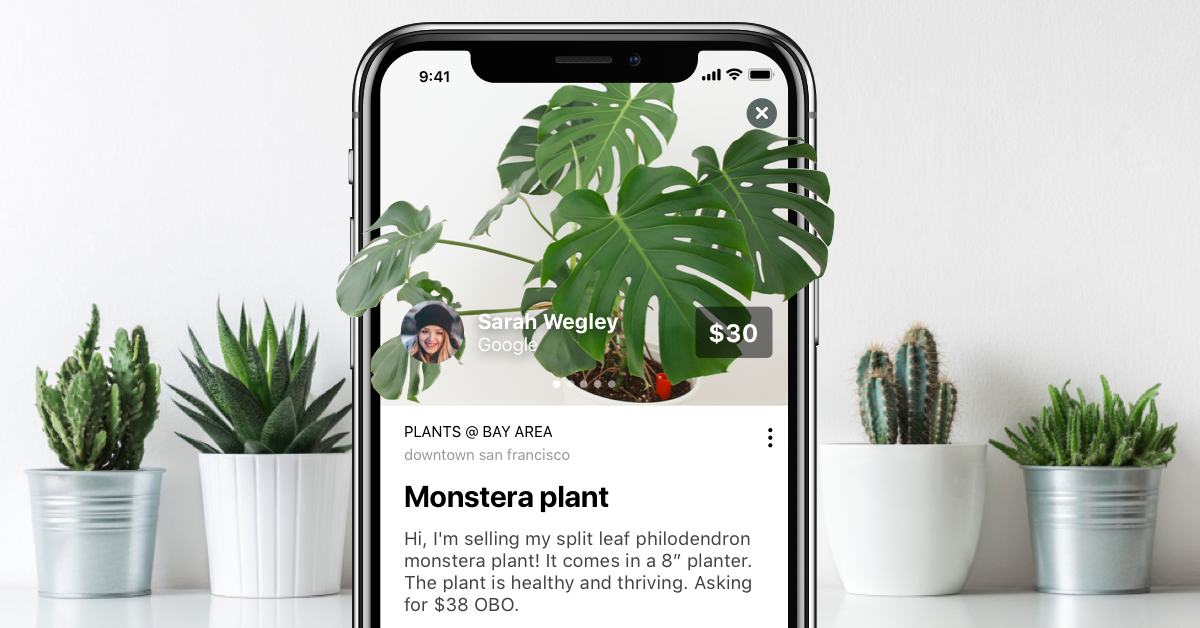 9:41
Sarah Wegley
Google
$30
PLANTS @ BAY AREA
downtown san francisco
Monstera plant
Hi, I'm selling my split leaf philodendron
monstera plant! It comes in a 8” planter.
The plant is healthy and thriving. Asking
for $38 OBO.